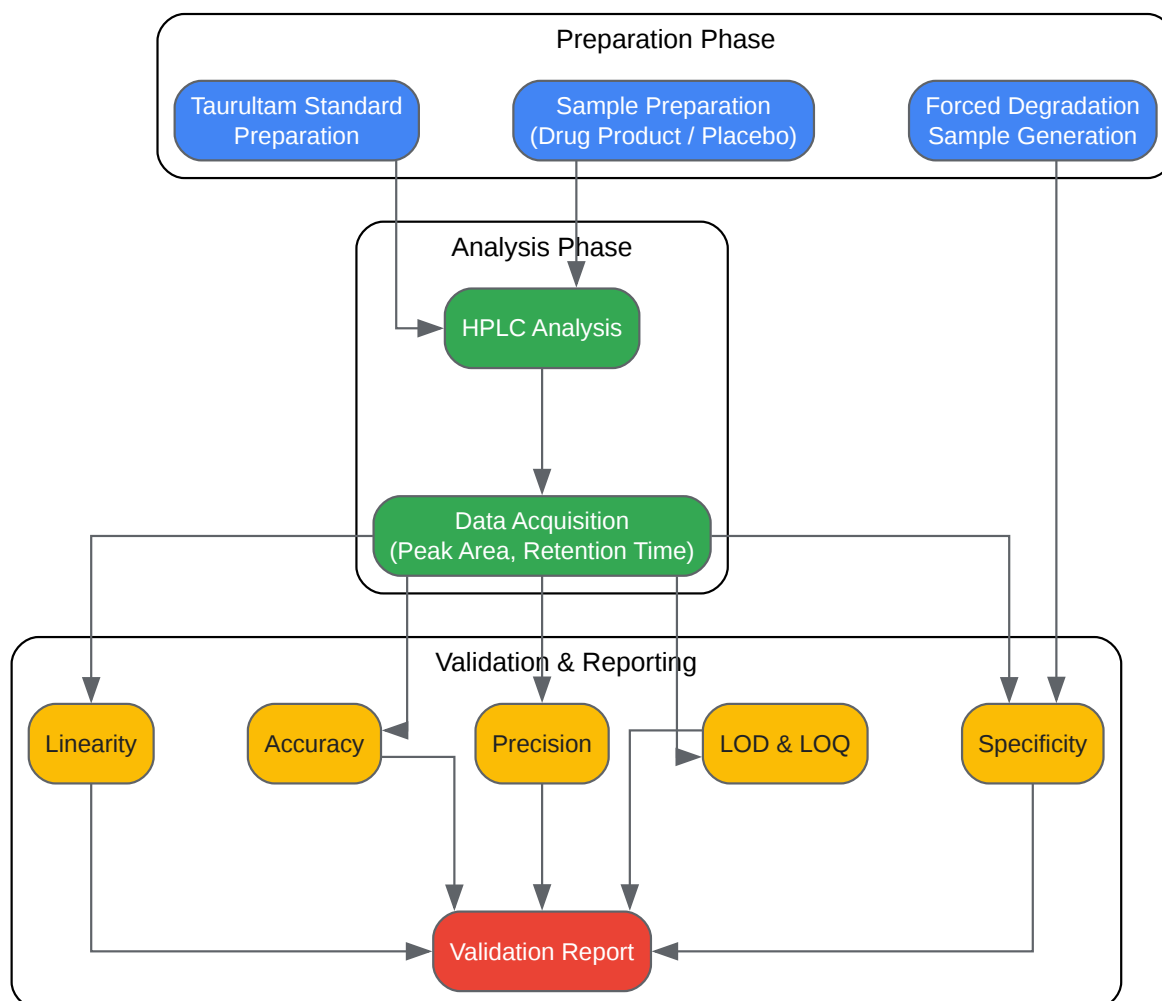 Preparation Phase
Taurultam Standard
Preparation
Sample Preparation
(Drug Product / Placebo)
Forced Degradation
Sample Generation
Analysis Phase
HPLC Analysis
Data Acquisition
(Peak Area, Retention Time)
Validation & Reporting
Linearity
Accuracy
Precision
LOD & LOQ
Specificity
Validation Report